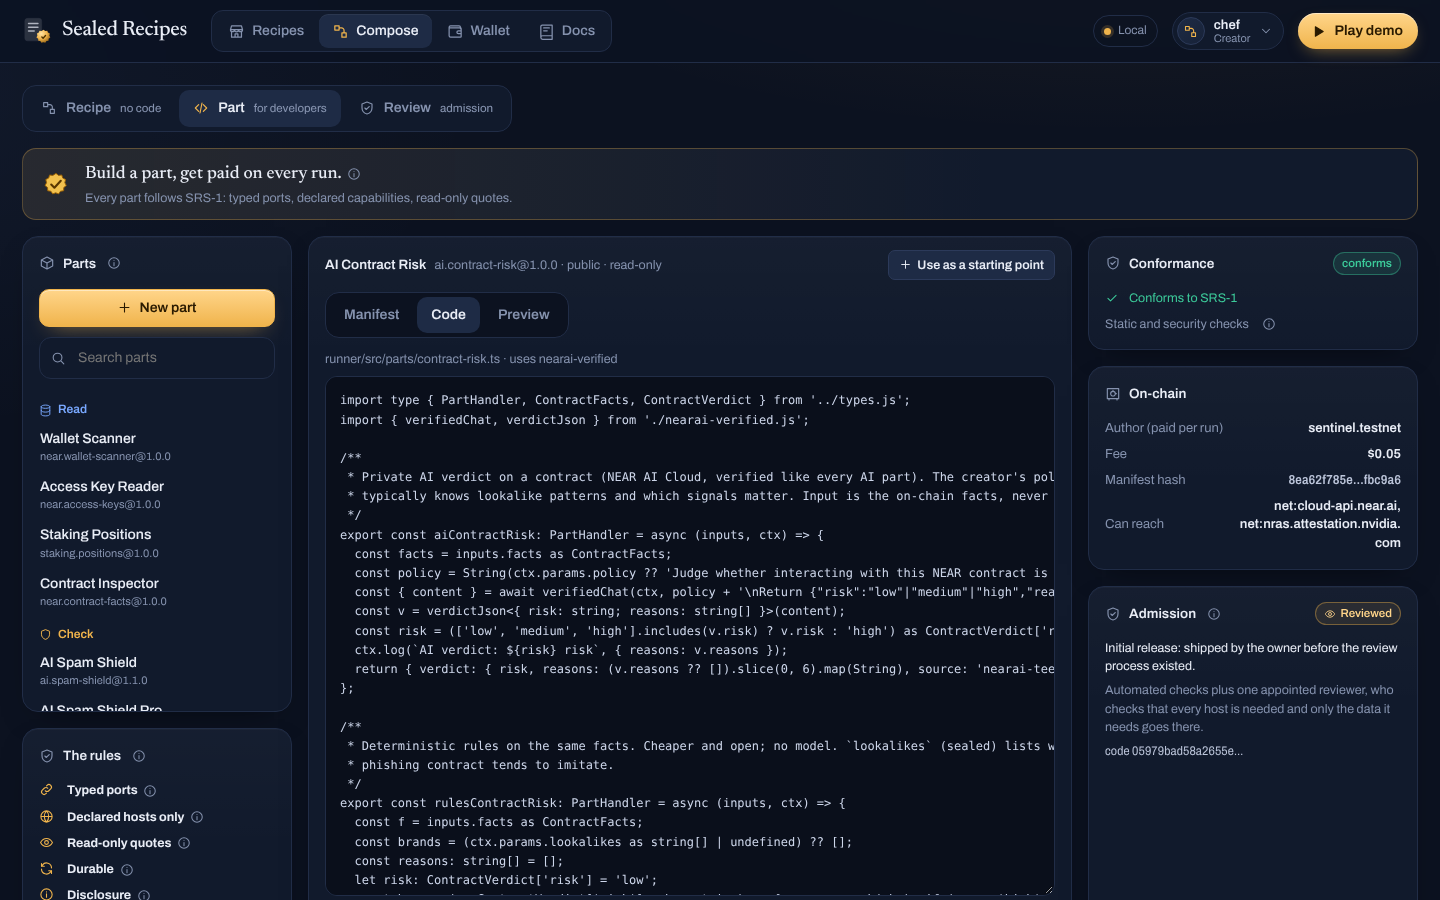 Sealed Recipes
Recipes
Compose
Wallet
Docs
Local
chef
Creator
Play demo
Recipe no code
Part for developers
Review admission
Build a part, get paid on every run.
Every part follows SRS-1: typed ports, declared capabilities, read-only quotes.
Parts
New part
Search parts
Read
Wallet Scanner
near.wallet-scanner@1.0.0
Access Key Reader
near.access-keys@1.0.0
Staking Positions
staking.positions@1.0.0
Contract Inspector
near.contract-facts@1.0.0
Check
AI Spam Shield
ai.spam-shield@1.1.0
AI Spam Shield Pro
The rules
Typed ports
Declared hosts only
Read-only quotes
Durable
Disclosure
AI Contract Risk ai.contract-risk@1.0.0 · public · read-only
Use as a starting point
Manifest
Code
Preview
runner/src/parts/contract-risk.ts · uses nearai-verified
import type { PartHandler, ContractFacts, ContractVerdict } from '../types.js';
import { verifiedChat, verdictJson } from './nearai-verified.js';
/**
 * Private AI verdict on a contract (NEAR AI Cloud, verified like every AI part). The creator's pol
 * typically knows lookalike patterns and which signals matter. Input is the on-chain facts, never
 */
export const aiContractRisk: PartHandler = async (inputs, ctx) => {
  const facts = inputs.facts as ContractFacts;
  const policy = String(ctx.params.policy ?? 'Judge whether interacting with this NEAR contract is
  const { content } = await verifiedChat(ctx, policy + '\nReturn {"risk":"low"|"medium"|"high","rea
  const v = verdictJson<{ risk: string; reasons: string[] }>(content);
  const risk = (['low', 'medium', 'high'].includes(v.risk) ? v.risk : 'high') as ContractVerdict['r
  ctx.log(`AI verdict: ${risk} risk`, { reasons: v.reasons });
  return { verdict: { risk, reasons: (v.reasons ?? []).slice(0, 6).map(String), source: 'nearai-tee
};
/**
 * Deterministic rules on the same facts. Cheaper and open; no model. `lookalikes` (sealed) lists w
 * phishing contract tends to imitate.
 */
export const rulesContractRisk: PartHandler = async (inputs, ctx) => {
  const f = inputs.facts as ContractFacts;
  const brands = (ctx.params.lookalikes as string[] | undefined) ?? [];
  const reasons: string[] = [];
  let risk: ContractVerdict['risk'] = 'low';
Conformance
conforms
Conforms to SRS-1
Static and security checks
On-chain
Author (paid per run) sentinel.testnet
Fee $0.05
Manifest hash 8ea62f785e…fbc9a6
Can reach net:cloud-api.near.ai,
net:nras.attestation.nvidia.
com
Admission
Reviewed
Initial release: shipped by the owner before the review
process existed.
Automated checks plus one appointed reviewer, who
checks that every host is needed and only the data it
needs goes there.
code 05979bad58a2655e…